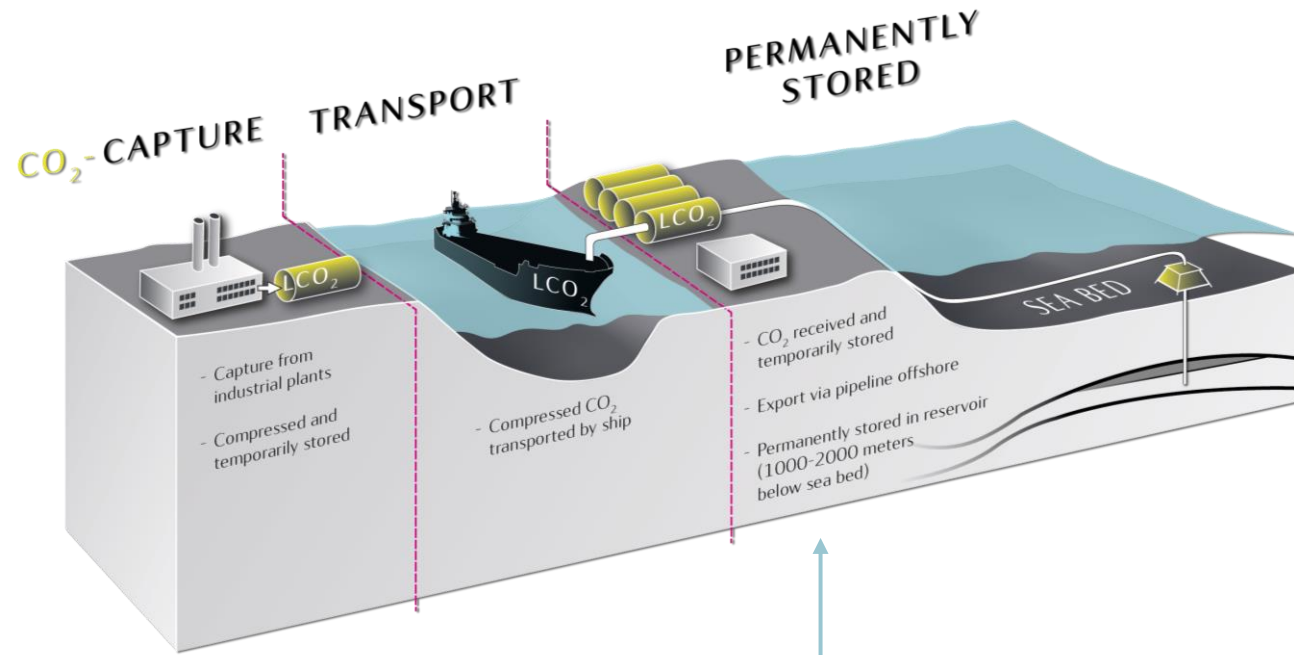 CO₂-CAPTURE
TRANSPORT
PERMANENTLY
STORED
LCO₂
LCO₂
LCO₂
SEA BED
- Capture from
industrial plants
- Compressed and
temporarily stored
- Compressed CO₂
transported by ship
- CO₂ received and
temporarily stored
- Export via pipeline offshore
- Permanently stored in reservoir
(1000-2000 meters
below sea bed)